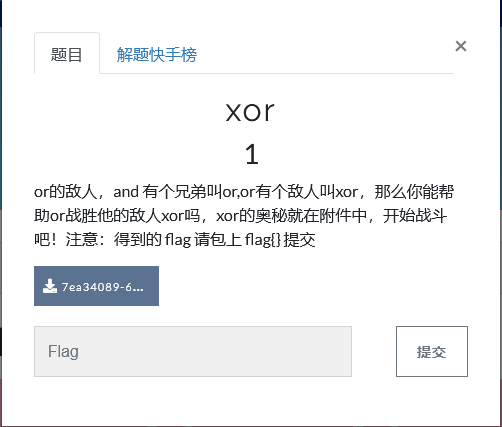 题目 解题快手榜 ×
xor
1
or的敌人，and 有个兄弟叫or,or有个敌人叫xor，那么你能帮
助or战胜他的敌人xor吗，xor的奥秘就在附件中，开始战斗
吧！注意：得到的 flag 请包上 flag{} 提交
7ea34089-6...
Flag 提交